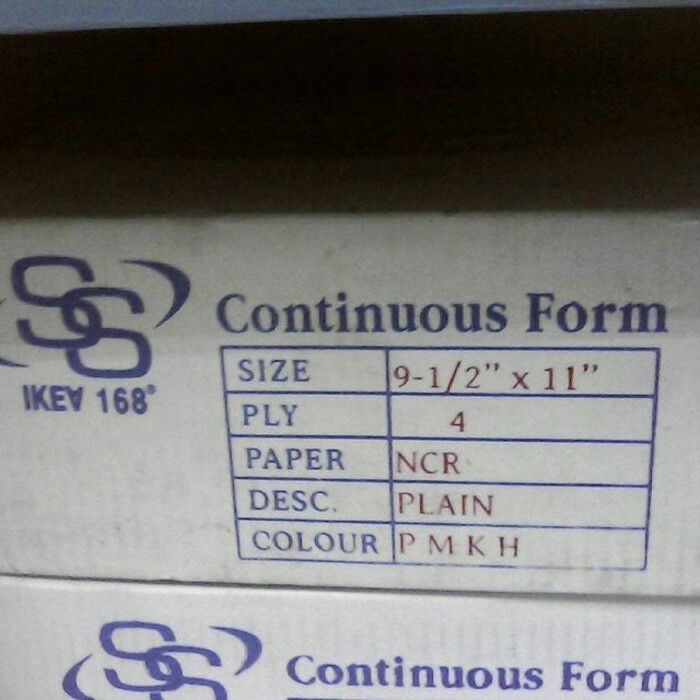 SS
IKEA 168°
Continuous Form
SIZE 9-1/2" x 11"
PLY 4
PAPER NCR
DESC. PLAIN
COLOUR P M K H
SS
Continuous Form